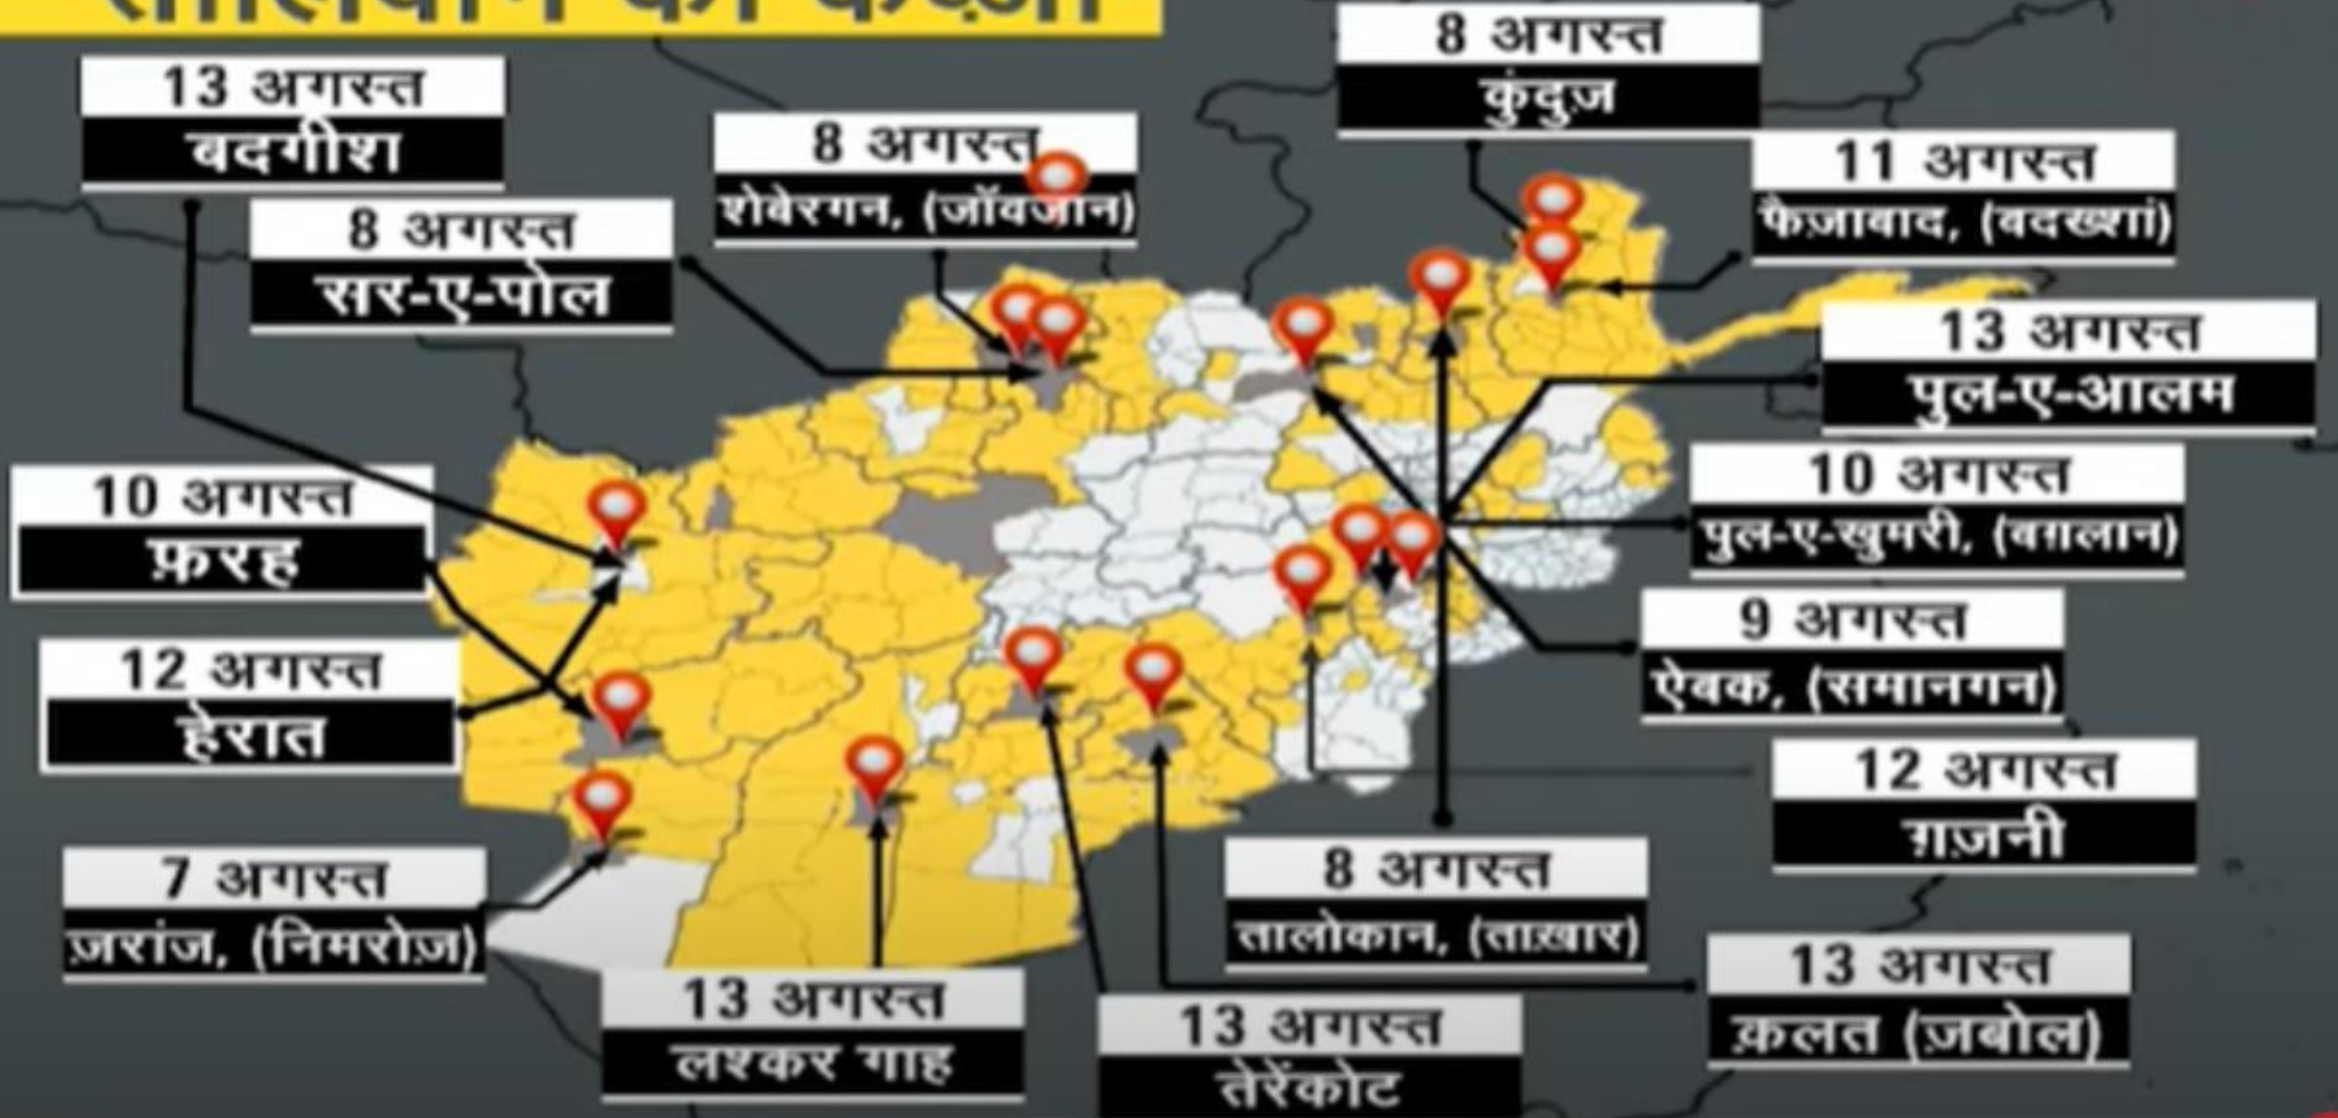 तालिबान का कब्ज़ा
13 अगस्त
बदगीश
8 अगस्त
सर-ए-पोल
8 अगस्त
शेबेरगन, (जॉवजान)
8 अगस्त
कुंदुज़
11 अगस्त
फैज़ाबाद, (बदख्शां)
13 अगस्त
पुल-ए-आलम
10 अगस्त
पुल-ए-खुमरी, (बग़लान)
9 अगस्त
ऐबक, (समानगन)
12 अगस्त
ग़ज़नी
10 अगस्त
फ़रह
12 अगस्त
हेरात
7 अगस्त
ज़रांज, (निमरोज़)
13 अगस्त
लश्कर गाह
13 अगस्त
तेरेंकोट
8 अगस्त
तालोकान, (ताख़ार)
13 अगस्त
क़लत (ज़बोल)